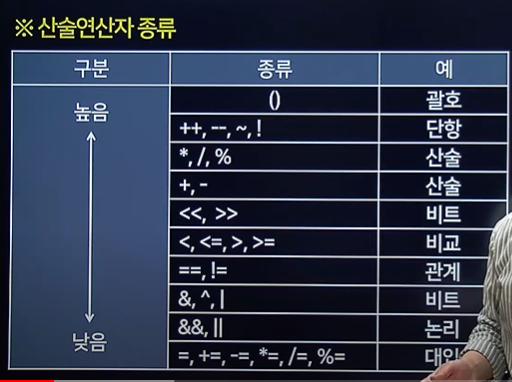 ※ 산술연산자 종류
구분 종류 예
높음
() 괄호
++, --, ~, ! 단항
*, /, % 산술
+, - 산술
<<, >> 비트
<, <=, >, >= 비교
==, != 관계
&, ^, | 비트
&&, || 논리
낮음
=, +=, -=, *=, /=, %= 대입